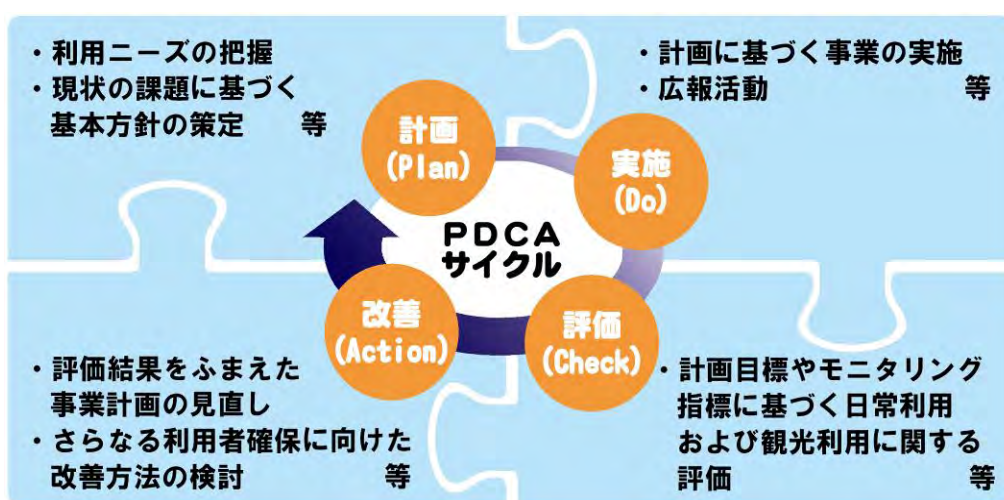 ・利用ニーズの把握
・現状の課題に基づく
基本方針の策定 等
計画
(Plan)
・計画に基づく事業の実施
・広報活動 等
実施
(Do)
PDCA
サイクル
改善
(Action)
・評価結果をふまえた
事業計画の見直し
・さらなる利用者確保に向けた
改善方法の検討 等
評価
(Check)
・計画目標やモニタリング
指標に基づく日常利用
および観光利用に関する
評価 等